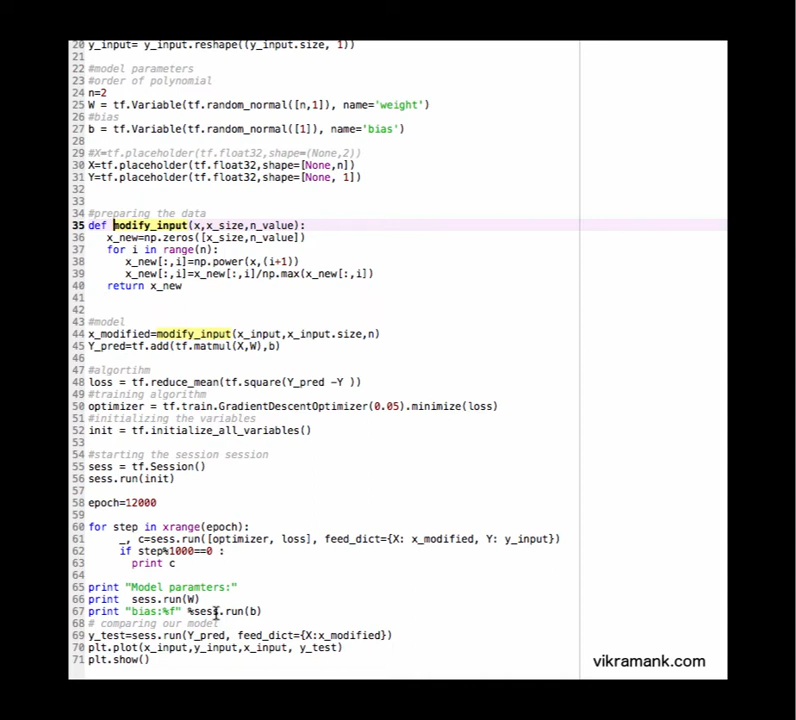 20 y_input= y_input.reshape((y_input.size, 1))
21
22 #model parameters
23 #order of polynomial
24 n=2
25 W = tf.Variable(tf.random_normal([n,1]), name='weight')
26 #bias
27 b = tf.Variable(tf.random_normal([1]), name='bias')
28
29 #X=tf.placeholder(tf.float32,shape=(None,2))
30 X=tf.placeholder(tf.float32,shape=[None,n])
31 Y=tf.placeholder(tf.float32,shape=[None, 1])
32
33
34 #preparing the data
35 def modify_input(x,x_size,n_value):
36 x_new=np.zeros([x_size,n_value])
37 for i in range(n):
38 x_new[:,i]=np.power(x,(i+1))
39 x_new[:,i]=x_new[:,i]/np.max(x_new[:,i])
40 return x_new
41
42
43 #model
44 x_modified=modify_input(x_input,x_input.size,n)
45 Y_pred=tf.add(tf.matmul(X,W),b)
46
47 #algortihm
48 loss = tf.reduce_mean(tf.square(Y_pred -Y ))
49 #training algorithm
50 optimizer = tf.train.GradientDescentOptimizer(0.05).minimize(loss)
51 #initializing the variables
52 init = tf.initialize_all_variables()
53
54 #starting the session session
55 sess = tf.Session()
56 sess.run(init)
57
58 epoch=12000
59
60 for step in xrange(epoch):
61 _, c=sess.run([optimizer, loss], feed_dict={X: x_modified, Y: y_input})
62 if step%1000==0 :
63 print c
64
65 print "Model paramters:"
66 print sess.run(W)
67 print "bias:%f" %sess.run(b)
68 # comparing our model
69 y_test=sess.run(Y_pred, feed_dict={X:x_modified})
70 plt.plot(x_input,y_input,x_input, y_test)
71 plt.show()
vikramank.com